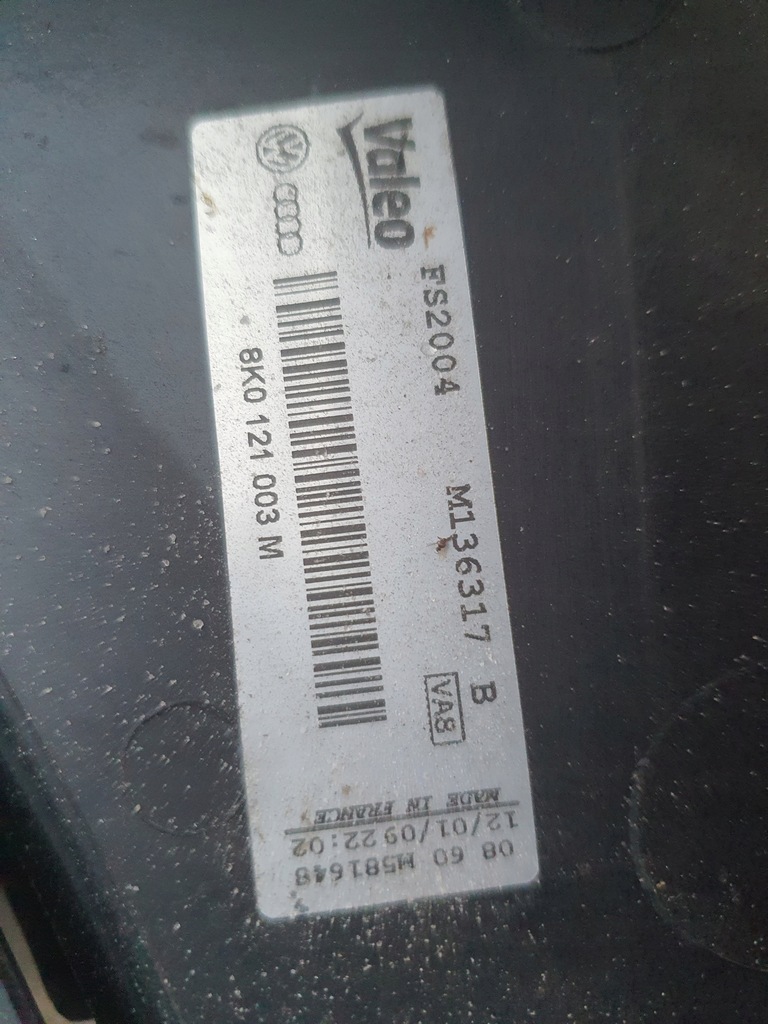 Valeo
FS2004 M136317 B
VA8
8K0 121 003 M
08 60 M581648
12/01/09 22:02
MADE IN FRANCE